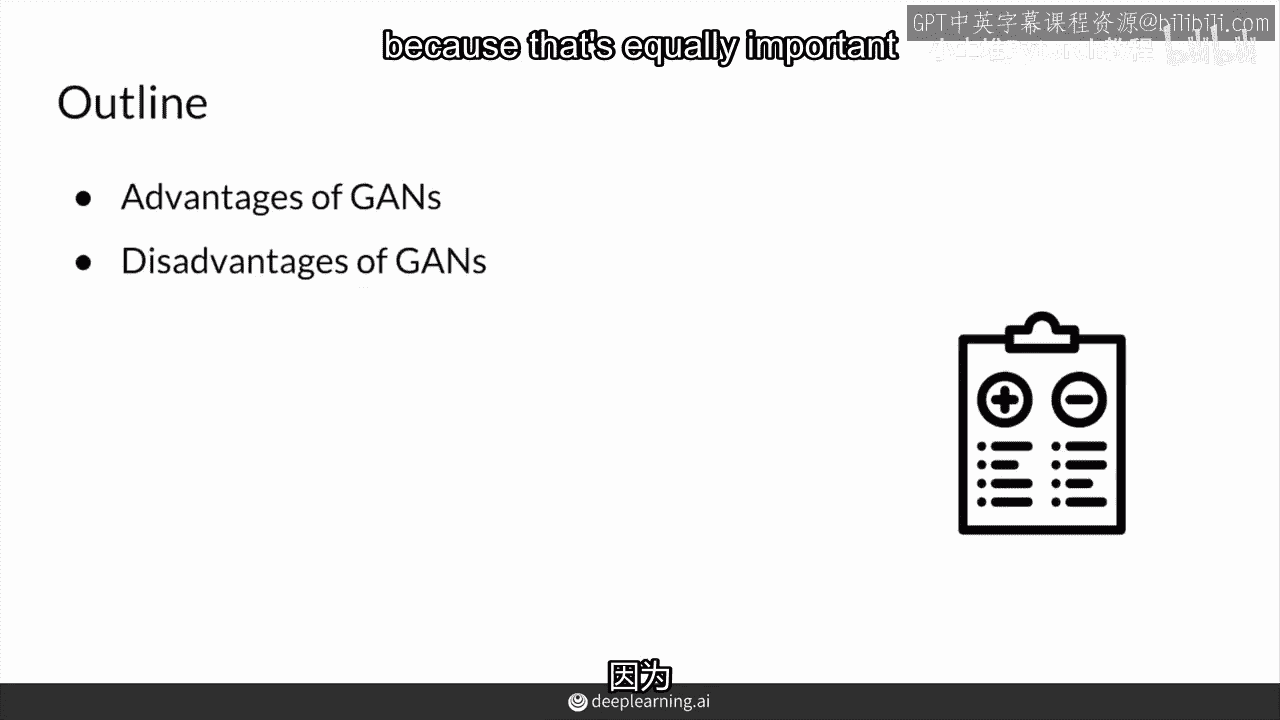 GPT中英字幕课程资源@bilibili.com
because that's equally important
Outline
● Advantages of GANs
● Disadvantages of GANs
因为
deeplearning.ai